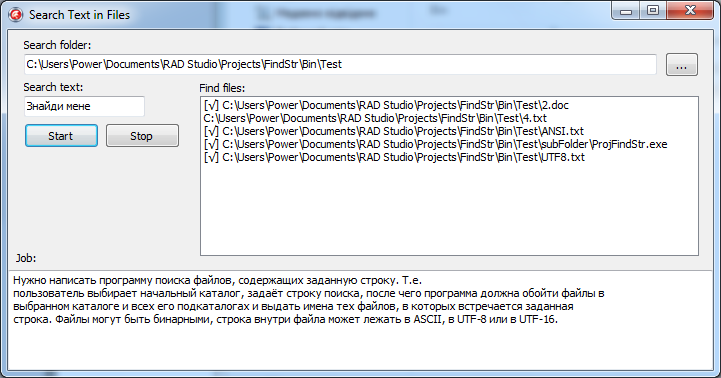 Search Text in Files
Search folder:
C:\Users\Power\Documents\RAD Studio\Projects\FindStr\Bin\Test
...
Search text:
Знайди мене
Start
Stop
Find files:
[√] C:\Users\Power\Documents\RAD Studio\Projects\FindStr\Bin\Test\2.doc
C:\Users\Power\Documents\RAD Studio\Projects\FindStr\Bin\Test\4.txt
[√] C:\Users\Power\Documents\RAD Studio\Projects\FindStr\Bin\Test\ANSI.txt
[√] C:\Users\Power\Documents\RAD Studio\Projects\FindStr\Bin\Test\subFolder\ProjFindStr.exe
[√] C:\Users\Power\Documents\RAD Studio\Projects\FindStr\Bin\Test\UTF8.txt
Job:
Нужно написать программу поиска файлов, содержащих заданную строку. Т.е.
пользователь выбирает начальный каталог, задаёт строку поиска, после чего программа должна обойти файлы в
выбранном каталоге и всех его подкаталогах и выдать имена тех файлов, в которых встречается заданная
строка. Файлы могут быть бинарными, строка внутри файла может лежать в ASCII, в UTF-8 или в UTF-16.